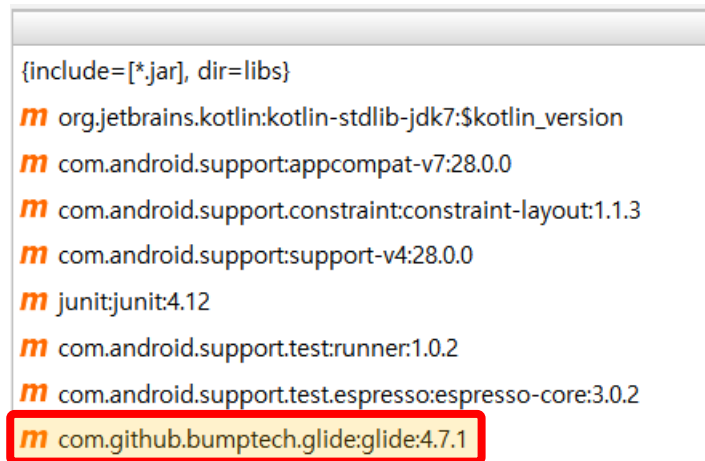 {include=[*.jar], dir=libs}
m org.jetbrains.kotlin:kotlin-stdlib-jdk7:$kotlin_version
m com.android.support:appcompat-v7:28.0.0
m com.android.support.constraint:constraint-layout:1.1.3
m com.android.support:support-v4:28.0.0
m junit:junit:4.12
m com.android.support.test:runner:1.0.2
m com.android.support.test.espresso:espresso-core:3.0.2
m com.github.bumptech.glide:glide:4.7.1